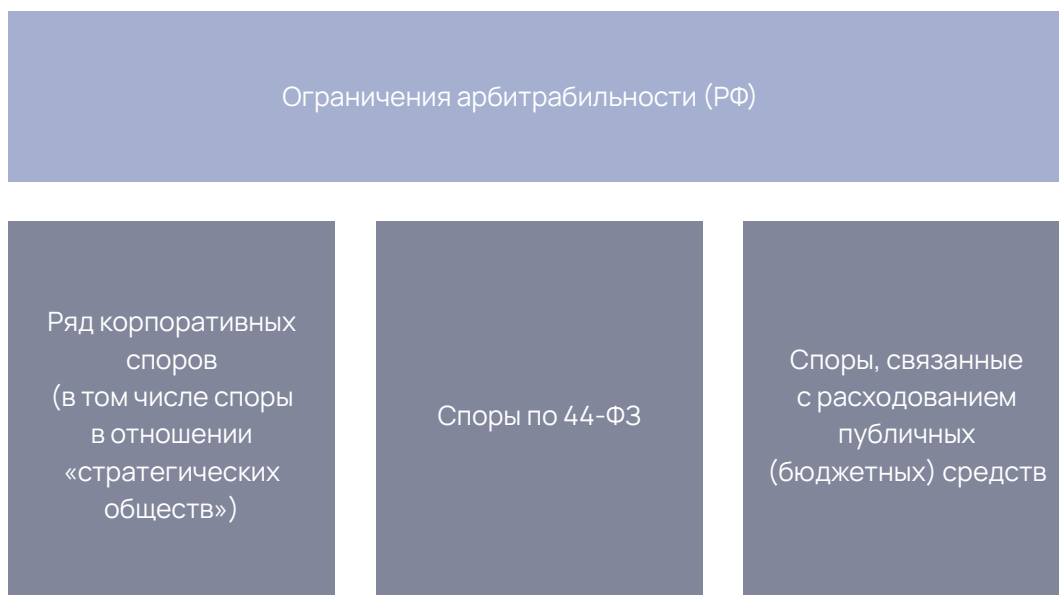 Ограничения арбитрабильности (РФ)
Ряд корпоративных
споров
(в том числе споры
в отношении
«стратегических
обществ»)
Споры по 44-ФЗ
Споры, связанные
с расходованием
публичных
(бюджетных) средств